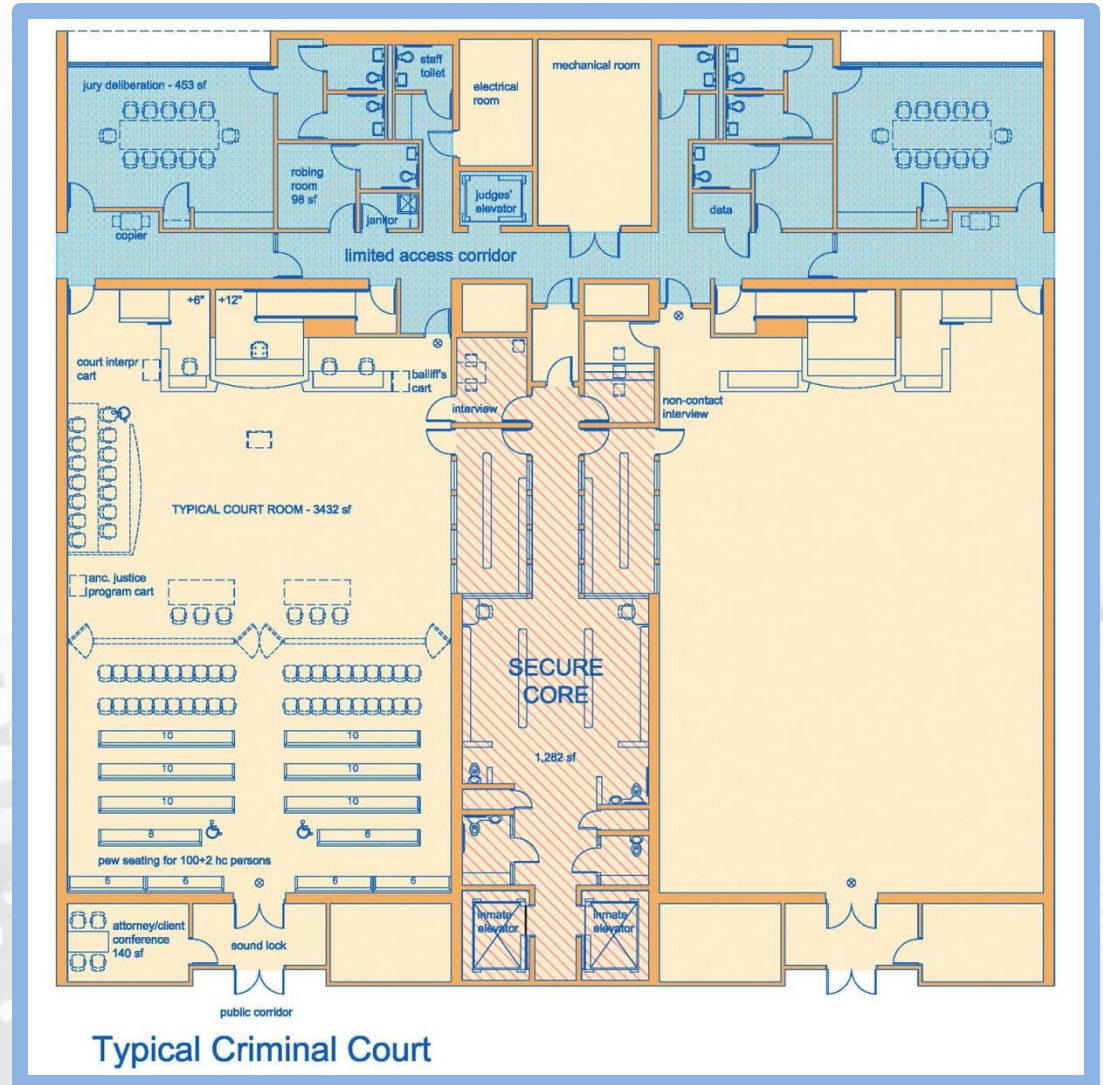 jury deliberation - 453 sf
staff
toilet
electrical
room
mechanical room
robing
room
98 sf
judges'
elevator
janitor
data
copier
limited access corridor
+6"
+12"
court interpr
cart
bailiff's
cart
interview
non-contact
interview
TYPICAL COURT ROOM - 3432 sf
anc. justice
program cart
SECURE
CORE
1,282 sf
10
10
10
10
10
10
8
8
pew seating for 100+2 hc persons
6
6
6
6
inmate
elevator
inmate
elevator
attorney/client
conference
140 sf
sound lock
public corridor
Typical Criminal Court